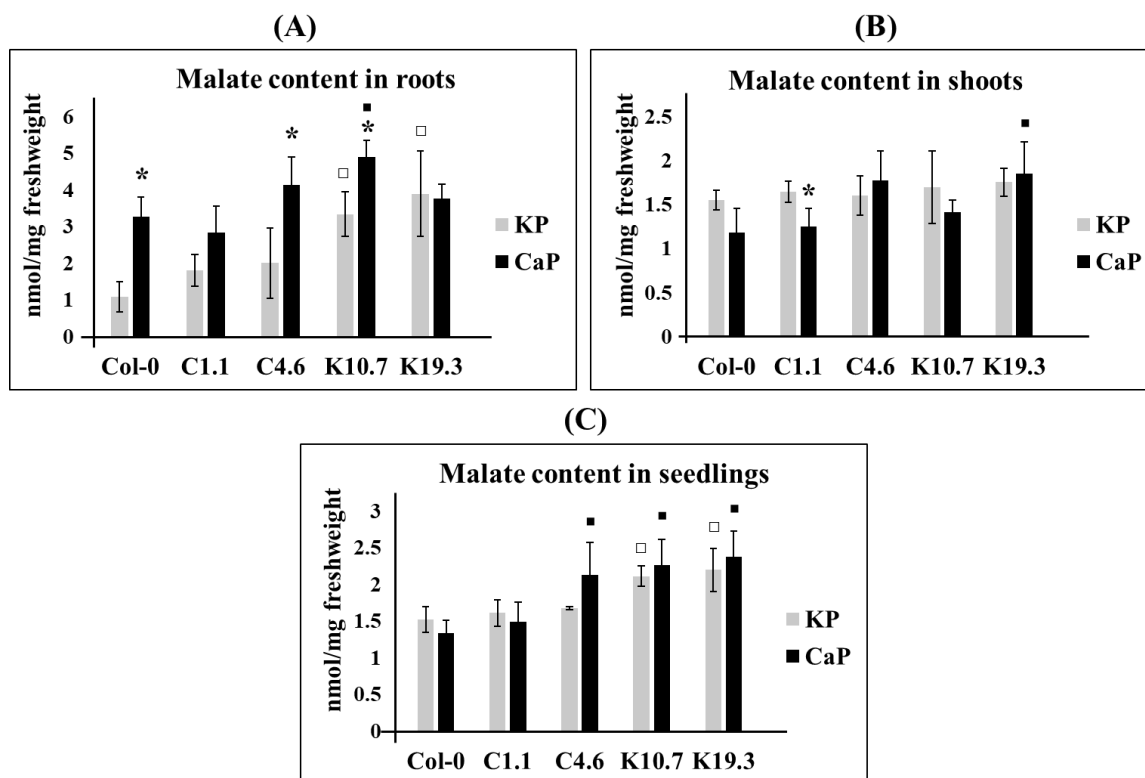 (A)
Malate content in roots
nmol/mg freshweight
6
5
4
3
2
1
0
*
*
*
KP
CaP
Col-0 C1.1 C4.6 K10.7 K19.3
(B)
Malate content in shoots
nmol/mg freshweight
2.5
2
1.5
1
0.5
0
*
KP
CaP
Col-0 C1.1 C4.6 K10.7 K19.3
(C)
Malate content in seedlings
nmol/mg freshweight
3
2.5
2
1.5
1
0.5
0
KP
CaP
Col-0 C1.1 C4.6 K10.7 K19.3